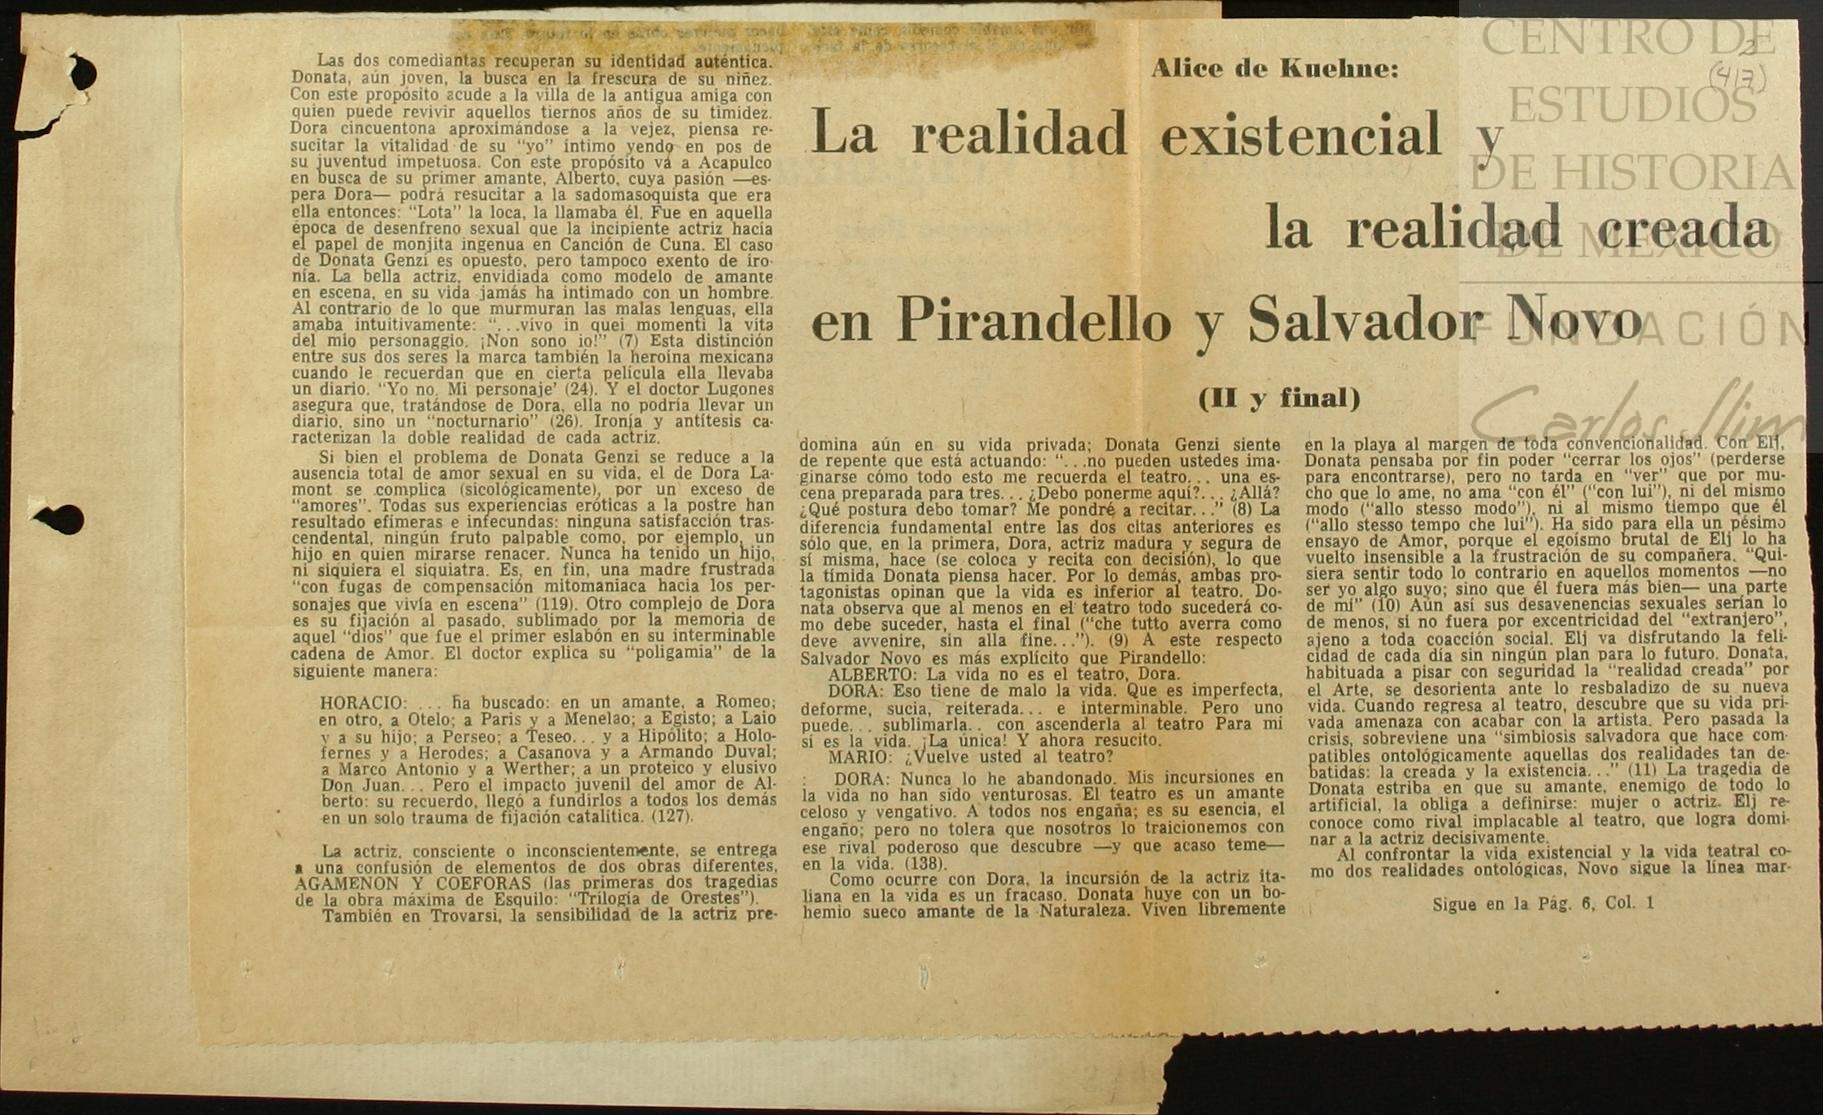 Alice de Kuehne:
La realidad existencial y
la realidad creada
en Pirandello y Salvador Novo
(II y final)
Las dos comediantas recuperan su identidad auténtica.
Donata, aún joven, la busca en la frescura de su niñez.
Con este propósito acude a la villa de la antigua amiga con
quien puede revivir aquellos tiernos años de su timidez.
Dora cincuentona aproximándose a la vejez, piensa re-
sucitar la vitalidad de su "yo" íntimo yendo en pos de
su juventud impetuosa. Con este propósito va a Acapulco
en busca de su primer amante, Alberto, cuya pasión —es-
pera Dora— podrá resucitar a la sadomasoquista que era
ella entonces: "Lota" la loca, la llamaba él. Fue en aquella
época de desenfreno sexual que la incipiente actriz hacía
el papel de monjita ingenua en Canción de Cuna. El caso
de Donata Genzi es opuesto, pero tampoco exento de iro-
nía. La bella actriz, envidiada como modelo de amante
en escena, en su vida jamás ha intimado con un hombre.
Al contrario de lo que murmuran las malas lenguas, ella
amaba intuitivamente: "...vivo in quei momenti la vita
del mio personaggio. ¡Non sono io!" (7) Esta distinción
entre sus dos seres la marca también la heroína mexicana
cuando le recuerdan que en cierta película ella llevaba
un diario. "Yo no. Mi personaje' (24). Y el doctor Lugones
asegura que, tratándose de Dora, ella no podría llevar un
diario, sino un "nocturnario" (26). Ironía y antítesis ca-
racterizan la doble realidad de cada actriz.
Si bien el problema de Donata Genzi se reduce a la
ausencia total de amor sexual en su vida, el de Dora La-
mont se complica (sicológicamente), por un exceso de
"amores". Todas sus experiencias eróticas a la postre han
resultado efímeras e infecundas: ninguna satisfacción tras-
cendental, ningún fruto palpable como, por ejemplo, un
hijo en quien mirarse renacer. Nunca ha tenido un hijo,
ni siquiera el siquiatra. Es, en fin, una madre frustrada
"con fugas de compensación mitomaniaca hacia los per-
sonajes que vivía en escena" (119). Otro complejo de Dora
es su fijación al pasado, sublimado por la memoria de
aquel "dios" que fue el primer eslabón en su interminable
cadena de Amor. El doctor explica su "poligamia" de la
siguiente manera:
HORACIO: ... ha buscado: en un amante, a Romeo;
en otro, a Otelo; a Paris y a Menelao; a Egisto; a Laio
y a su hijo; a Perseo; a Teseo... y a Hipólito; a Holo-
fernes y a Herodes; a Casanova y a Armando Duval;
a Marco Antonio y a Werther; a un proteico y elusivo
Don Juan... Pero el impacto juvenil del amor de Al-
berto: su recuerdo, llegó a fundirlos a todos los demás
en un solo trauma de fijación catalítica. (127).
La actriz, consciente o inconscientemente, se entrega
a una confusión de elementos de dos obras diferentes,
AGAMENON Y COEFORAS (las primeras dos tragedias
de la obra máxima de Esquilo: "Trilogía de Orestes").
También en Trovarsi, la sensibilidad de la actriz pre-
domina aún en su vida privada; Donata Genzi siente
de repente que está actuando: "...no pueden ustedes ima-
ginarse cómo todo esto me recuerda el teatro... una es-
cena preparada para tres... ¿Debo ponerme aquí?... ¿Allá?
¿Qué postura debo tomar? Me pondré a recitar..." (8) La
diferencia fundamental entre las dos citas anteriores es
sólo que, en la primera, Dora, actriz madura y segura de
sí misma, hace (se coloca y recita con decisión), lo que
la tímida Donata piensa hacer. Por lo demás, ambas pro-
tagonistas opinan que la vida es inferior al teatro. Do-
nata observa que al menos en el teatro todo sucederá co-
mo debe suceder, hasta el final ("che tutto averra como
deve avvenire, sin alla fine..."). (9) A este respecto
Salvador Novo es más explícito que Pirandello:
ALBERTO: La vida no es el teatro, Dora.
DORA: Eso tiene de malo la vida. Que es imperfecta,
deforme, sucia, reiterada... e interminable. Pero uno
puede... sublimarla.. con ascenderla al teatro Para mí
sí es la vida. ¡La única! Y ahora resucito.
MARIO: ¿Vuelve usted al teatro?
: DORA: Nunca lo he abandonado. Mis incursiones en
la vida no han sido venturosas. El teatro es un amante
celoso y vengativo. A todos nos engaña; es su esencia, el
engaño; pero no tolera que nosotros lo traicionemos con
ese rival poderoso que descubre —y que acaso teme—
en la vida. (138).
Como ocurre con Dora, la incursión de la actriz ita-
liana en la vida es un fracaso. Donata huye con un bo-
hemio sueco amante de la Naturaleza. Viven libremente
en la playa al margen de toda convencionalidad. Con Elj,
Donata pensaba por fin poder "cerrar los ojos" (perderse
para encontrarse), pero no tarda en "ver" que por mu-
cho que lo ame, no ama "con él" ("con lui"), ni del mismo
modo ("allo stesso modo"), ni al mismo tiempo que él
("allo stesso tempo che lui"). Ha sido para ella un pésimo
ensayo de Amor, porque el egoísmo brutal de Elj lo ha
vuelto insensible a la frustración de su compañera. "Qui-
siera sentir todo lo contrario en aquellos momentos —no
ser yo algo suyo; sino que él fuera más bien— una parte
de mí" (10) Aún así sus desavenencias sexuales serían lo
de menos, si no fuera por excentricidad del "extranjero",
ajeno a toda coacción social. Elj va disfrutando la feli-
cidad de cada día sin ningún plan para lo futuro. Donata,
habituada a pisar con seguridad la "realidad creada" por
el Arte, se desorienta ante lo resbaladizo de su nueva
vida. Cuando regresa al teatro, descubre que su vida pri-
vada amenaza con acabar con la artista. Pero pasada la
crisis, sobreviene una "simbiosis salvadora que hace com-
patibles ontológicamente aquellas dos realidades tan de-
batidas: la creada y la existencia..." (11) La tragedia de
Donata estriba en que su amante, enemigo de todo lo
artificial, la obliga a definirse: mujer o actriz. Elj re-
conoce como rival implacable al teatro, que logra domi-
nar a la actriz decisivamente.
Al confrontar la vida existencial y la vida teatral co-
mo dos realidades ontológicas, Novo sigue la línea mar-
Sigue en la Pág. 6, Col. 1
2
(413)
CENTRO DE
ESTUDIOS
DE HISTORIA
DE MÉXICO
FUNDACIÓN
Carlos Slim